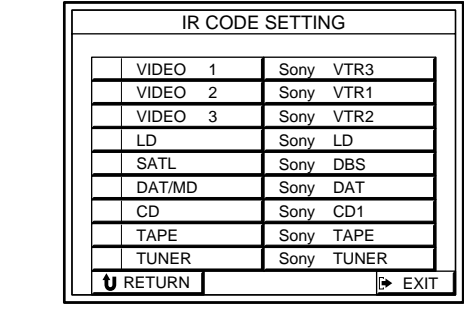 IR CODE SETTING
VIDEO 1 Sony VTR3
VIDEO 2 Sony VTR1
VIDEO 3 Sony VTR2
LD Sony LD
SATL Sony DBS
DAT/MD Sony DAT
CD Sony CD1
TAPE Sony TAPE
TUNER Sony TUNER
RETURN EXIT